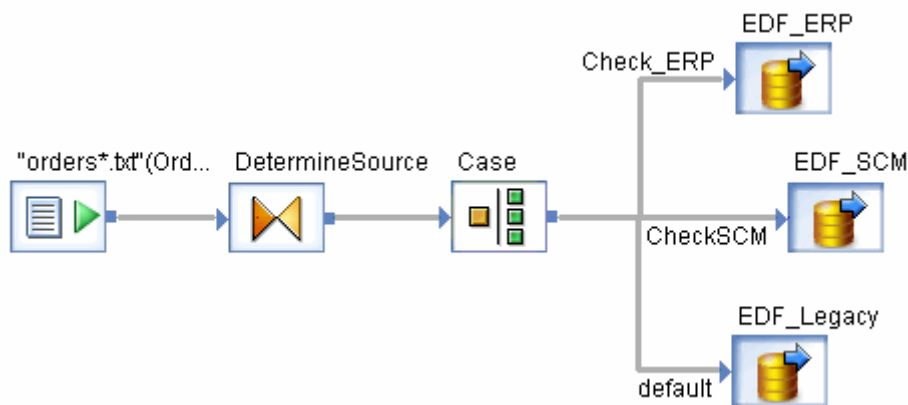 EDF_ERP
Check_ERP
"orders*.txt"(Ord...
DetermineSource
Case
EDF_SCM
CheckSCM
EDF_Legacy
default